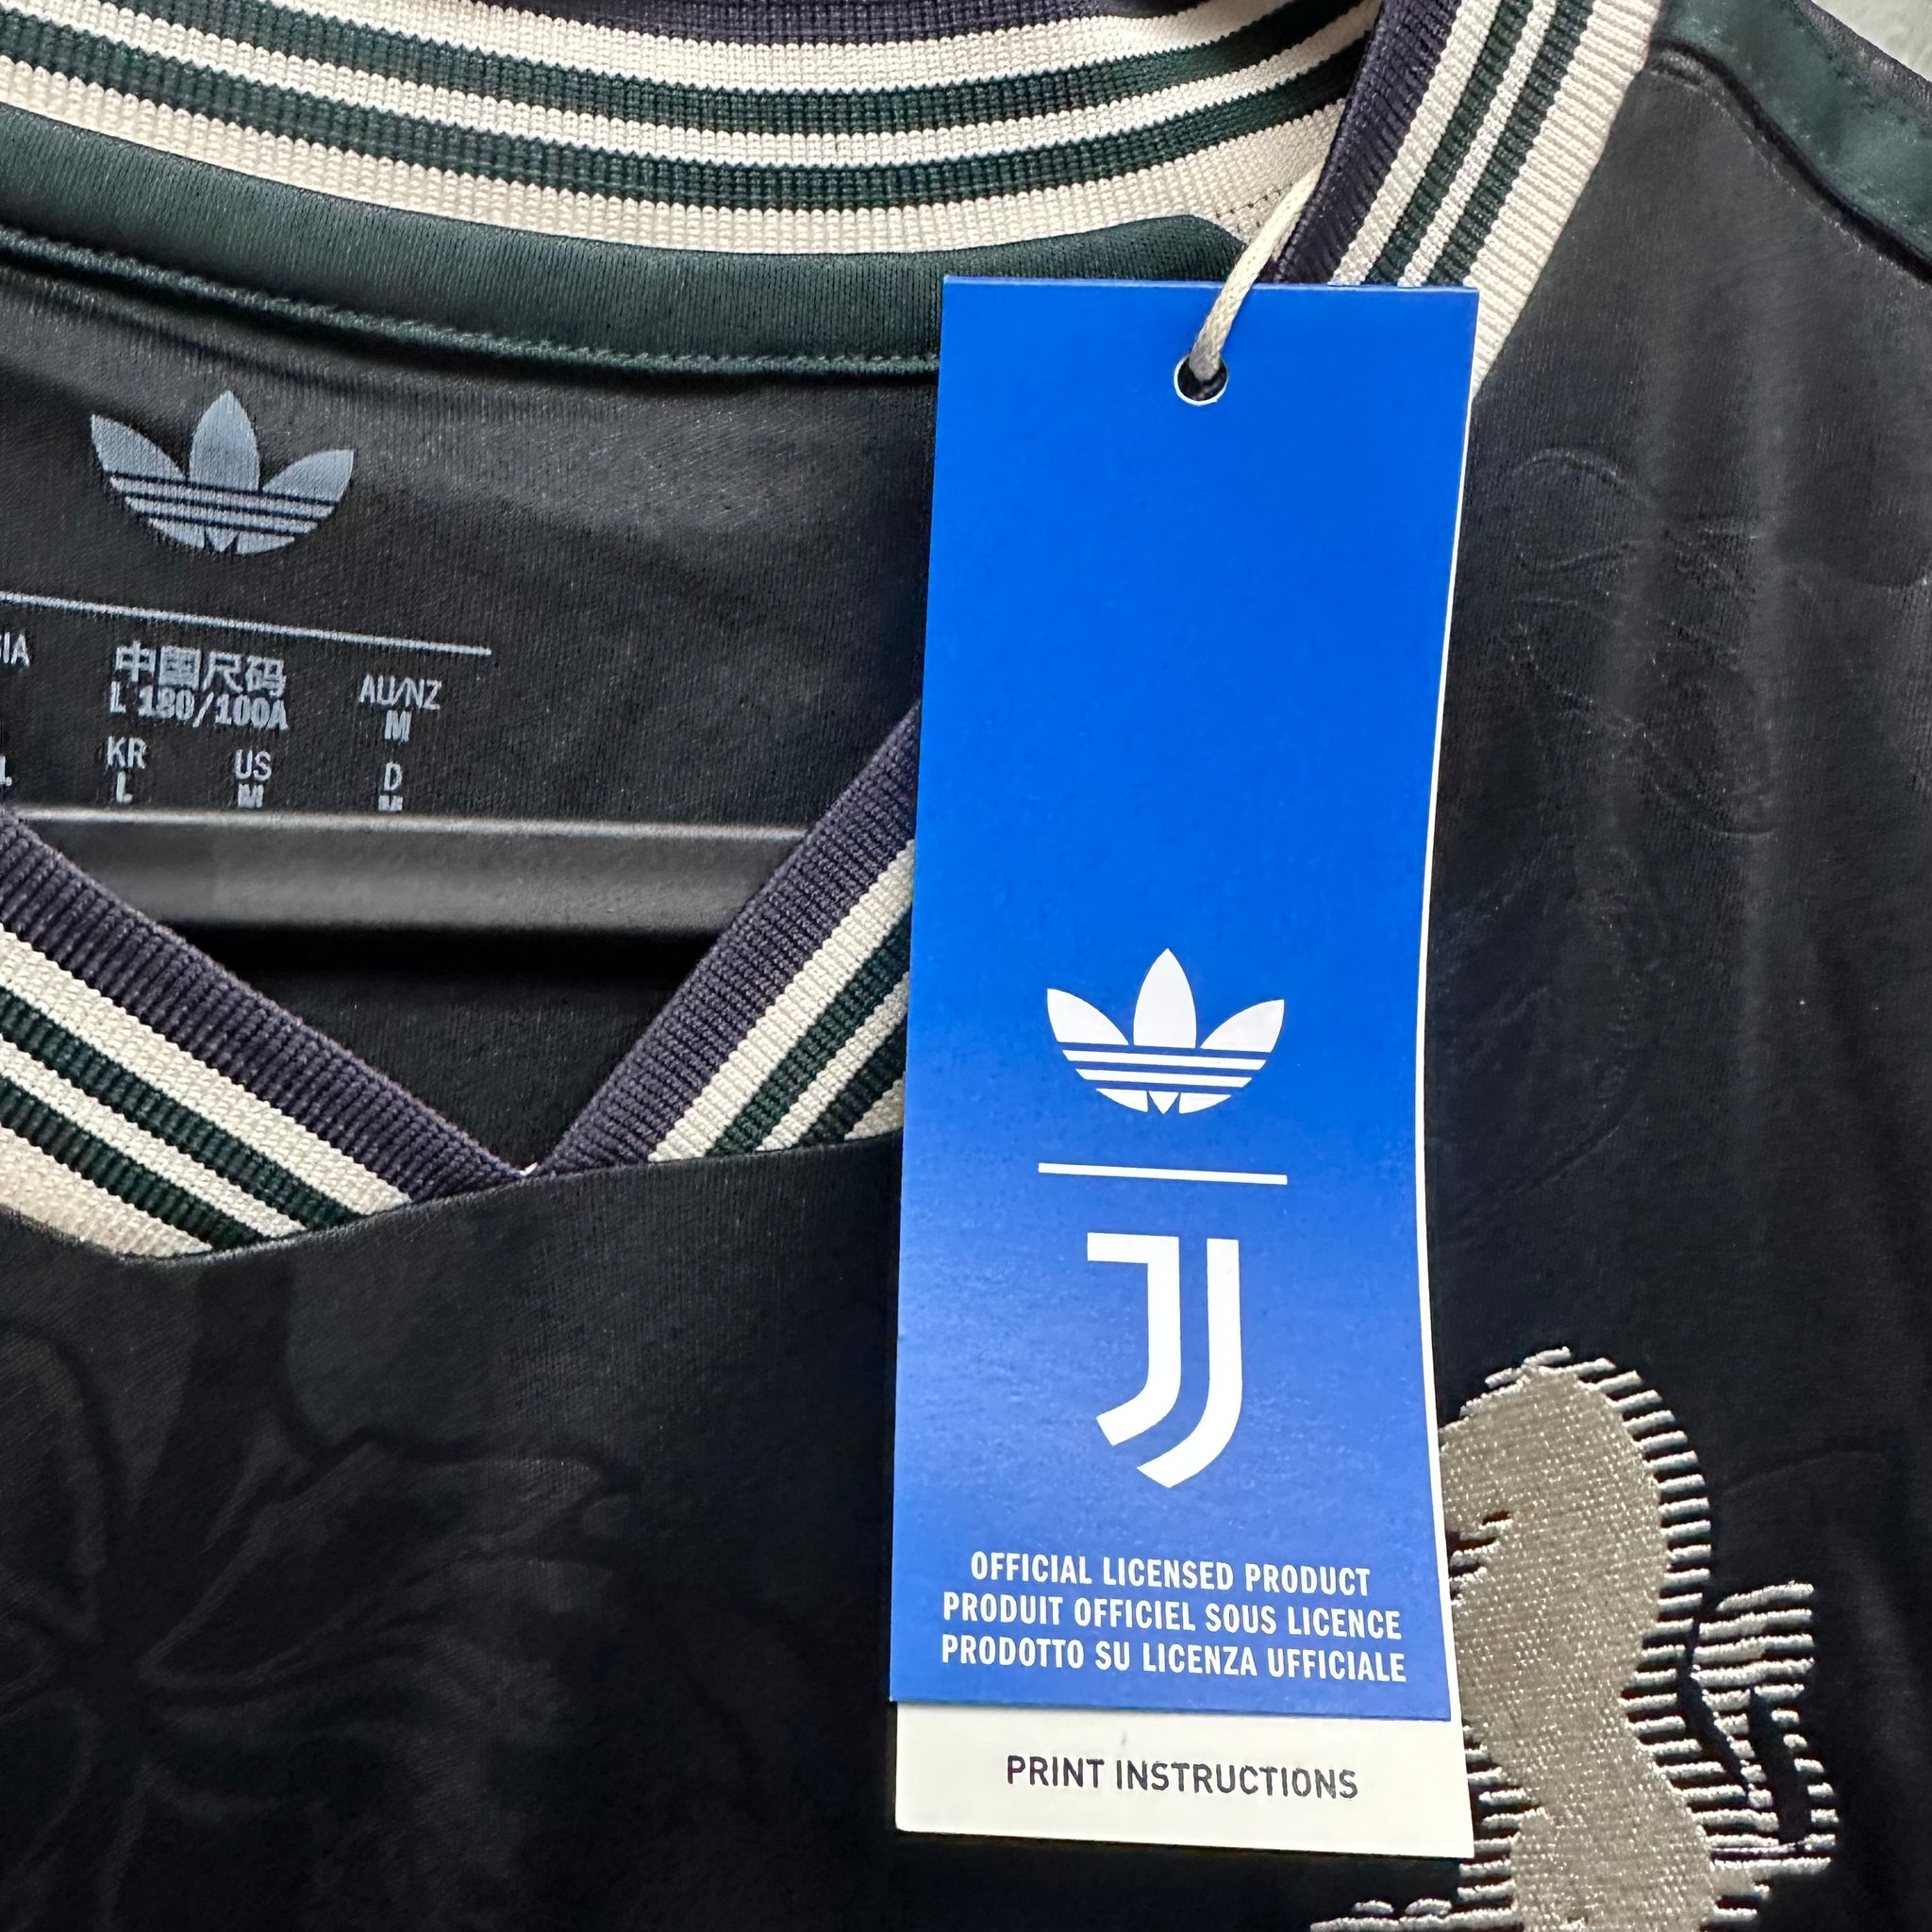 中国尺码
L 180/100A
AU/NZ
M
KR
L
US
M
D
M
OFFICIAL LICENSED PRODUCT
PRODUIT OFFICIEL SOUS LICENCE
PRODOTTO SU LICENZA UFFICIALE
PRINT INSTRUCTIONS